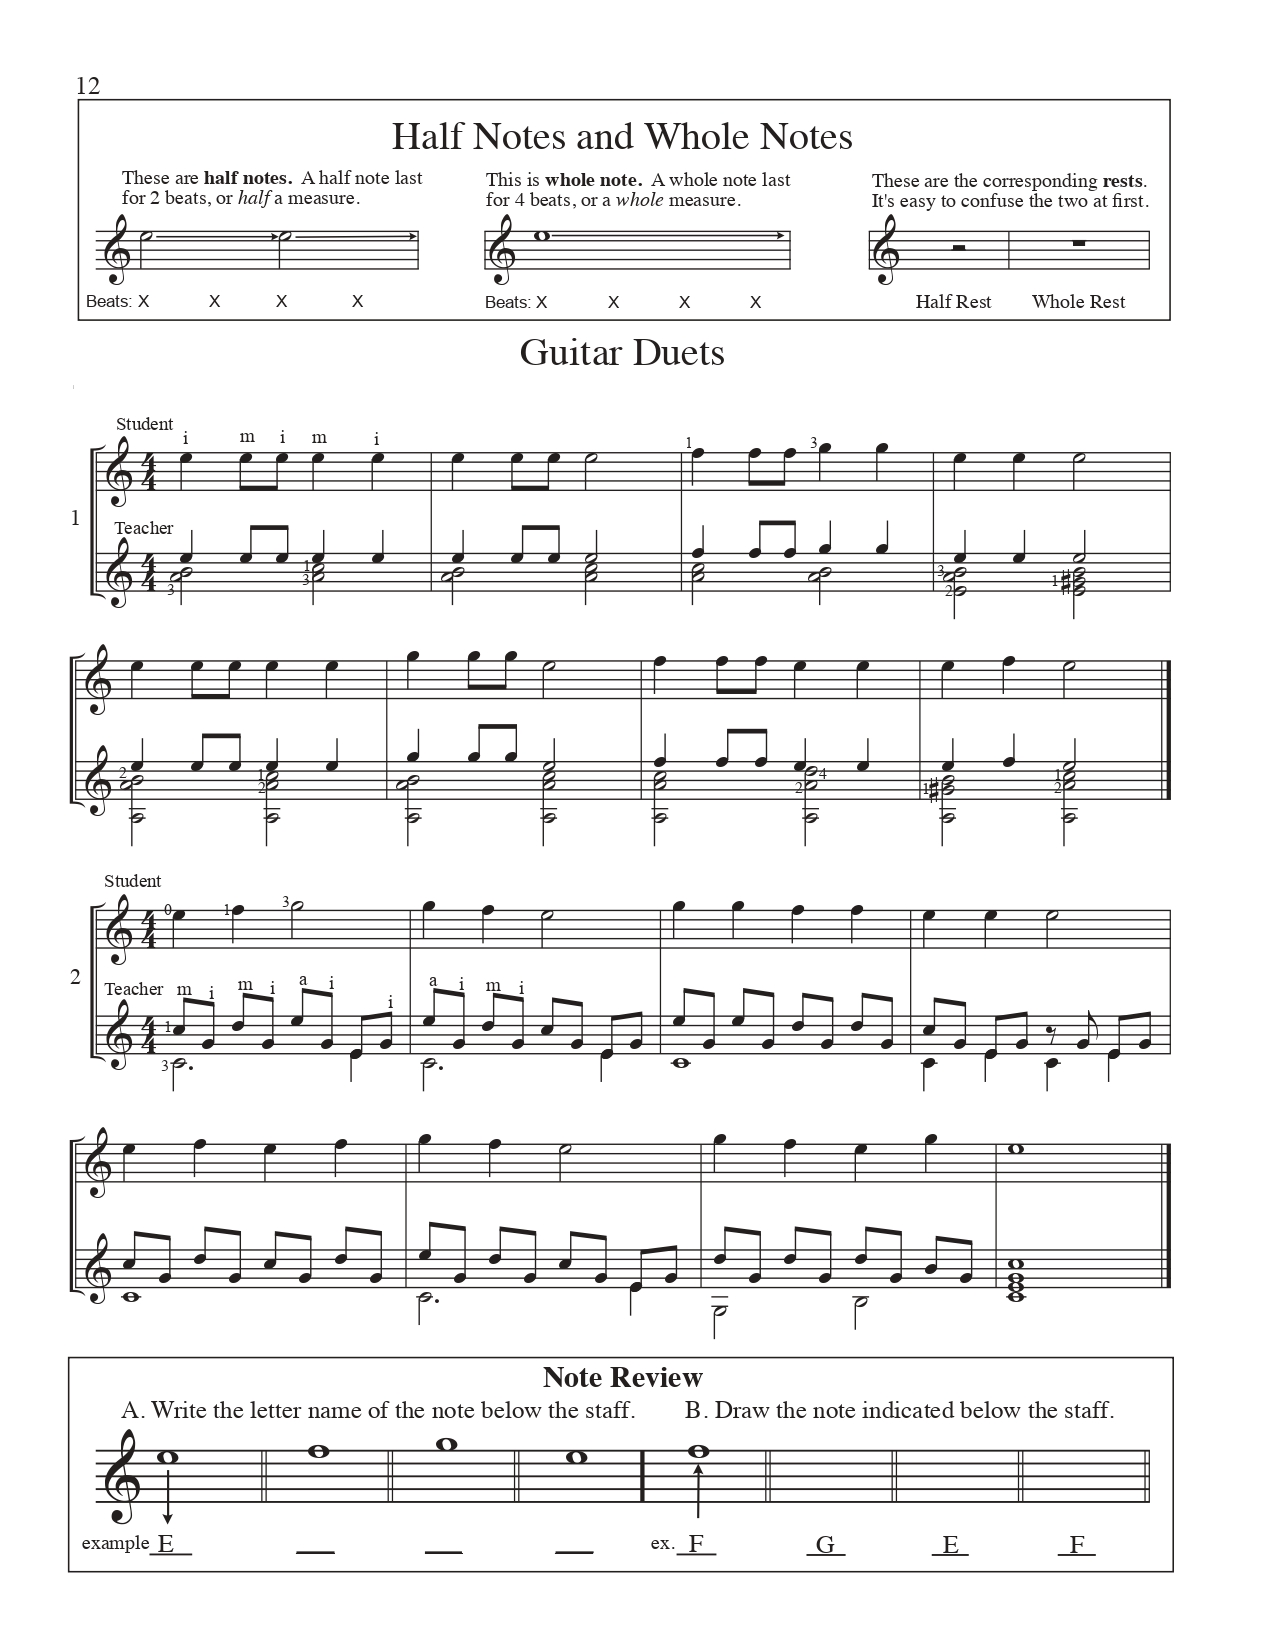 12
Half Notes and Whole Notes
These are half notes. A half note last
for 2 beats, or half a measure.
This is whole note. A whole note last
for 4 beats, or a whole measure.
These are the corresponding rests.
It's easy to confuse the two at first.
Beats: X X X X
Beats: X X X X
Half Rest Whole Rest
Guitar Duets
Student
i m i m i
1 3
1
Teacher
3 1 3 3 2 1
2 1 2 2 4 1 1 2
Student
0 1 3
2
Teacher m i m i a i i a i m i
1
3
Note Review
A. Write the letter name of the note below the staff. B. Draw the note indicated below the staff.
example E ___ ___ ___ ex. F G E F